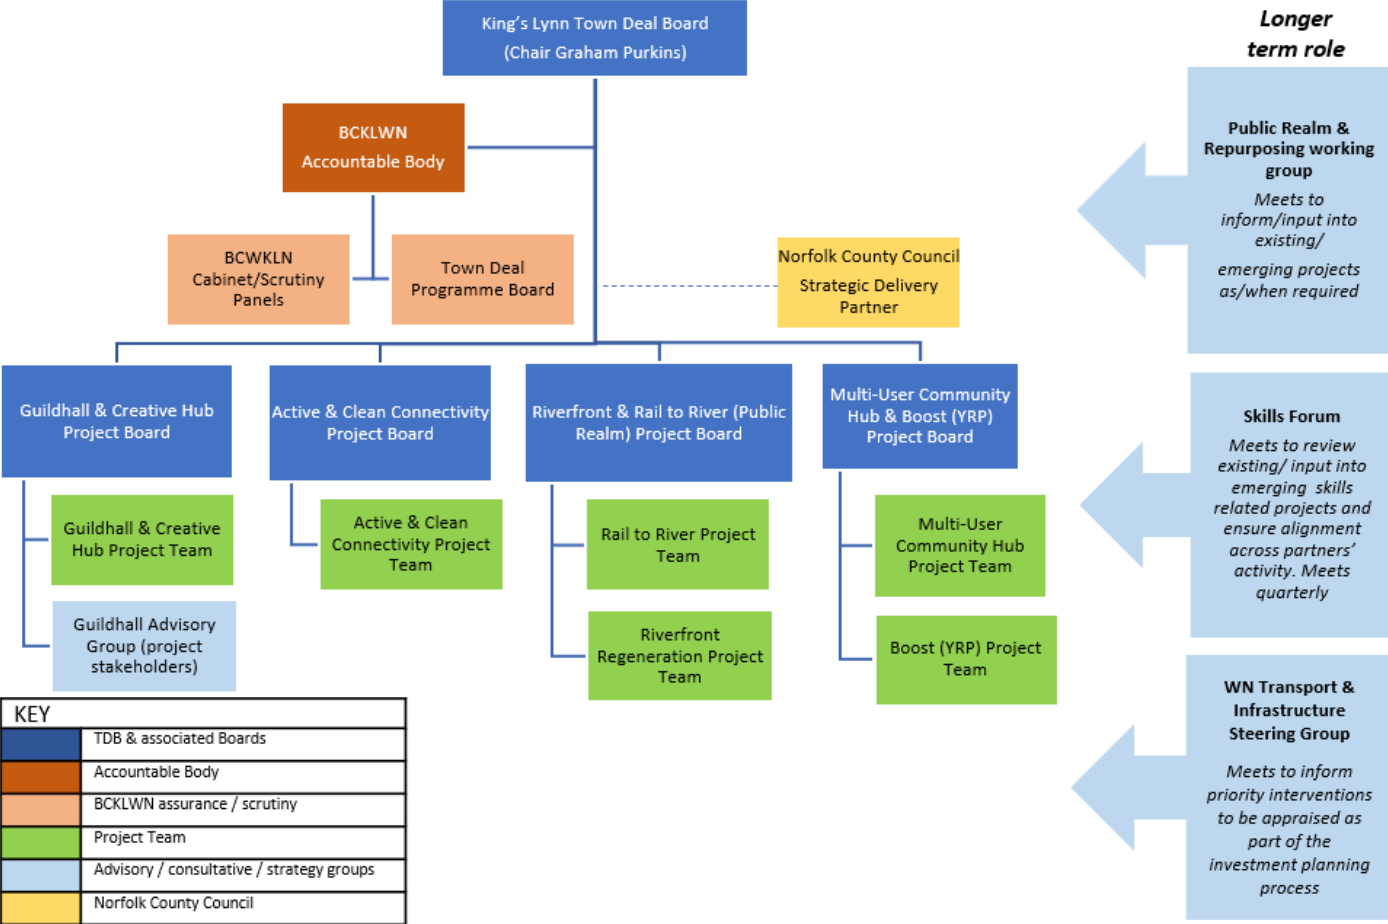 King's Lynn Town Deal Board
(Chair Graham Purkins)
Longer
term role
BCKLWN
Accountable Body
Public Realm &
Repurposing working
group
Meets to
inform/input into
existing/
emerging projects
as/when required
BCWKLN
Cabinet/Scrutiny
Panels
Town Deal
Programme Board
Norfolk County Council
Strategic Delivery
Partner
Guildhall & Creative Hub
Project Board
Active & Clean Connectivity
Project Board
Riverfront & Rail to River (Public
Realm) Project Board
Multi-User Community
Hub & Boost (YRP)
Project Board
Skills Forum
Meets to review
existing/ input into
emerging skills
related projects and
ensure alignment
across partners'
activity. Meets
quarterly
Guildhall & Creative
Hub Project Team
Active & Clean
Connectivity Project
Team
Rail to River Project
Team
Multi-User
Community Hub
Project Team
Guildhall Advisory
Group (project
stakeholders)
Riverfront
Regeneration Project
Team
Boost (YRP) Project
Team
WN Transport &
Infrastructure
Steering Group
Meets to inform
priority interventions
to be appraised as
part of the
investment planning
process
KEY
TDB & associated Boards
Accountable Body
BCKLWN assurance / scrutiny
Project Team
Advisory / consultative / strategy groups
Norfolk County Council